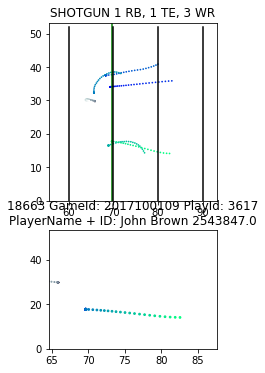 SHOTGUN 1 RB, 1 TE, 3 WR
50
40
30
20
10
0
60 70 80 90
18663 GameId: 2017100109 PlayId: 3617
PlayerName + ID: John Brown 2543847.0
40
20
0
65 70 75 80 85